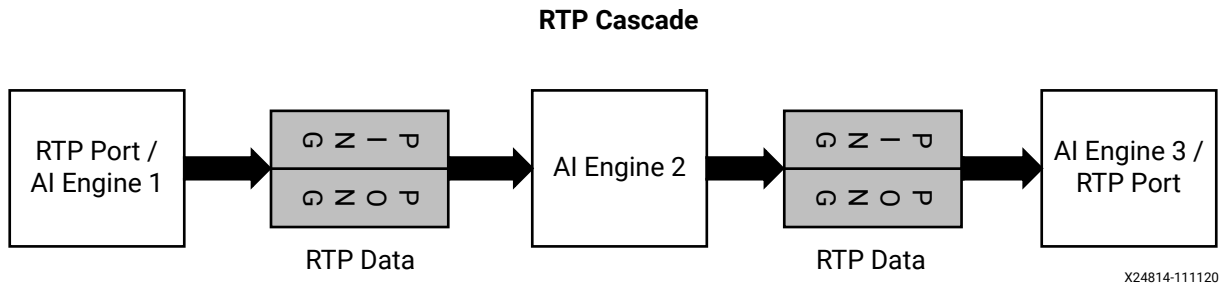 RTP Cascade
RTP Port /
AI Engine 1
PING
PONG
RTP Data
AI Engine 2
PING
PONG
RTP Data
AI Engine 3 /
RTP Port
X24814-111120